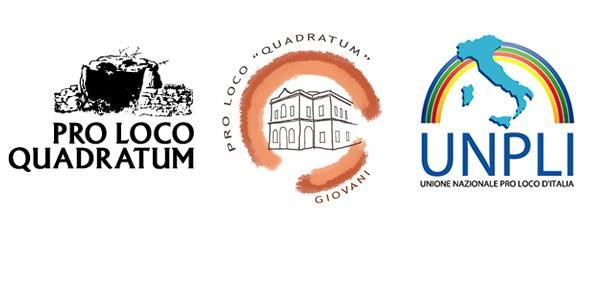 PRO LOCO
QUADRATUM
PRO LOCO "QUADRATUM"
GIOVANI
UNPLI
UNIONE NAZIONALE PRO LOCO D'ITALIA